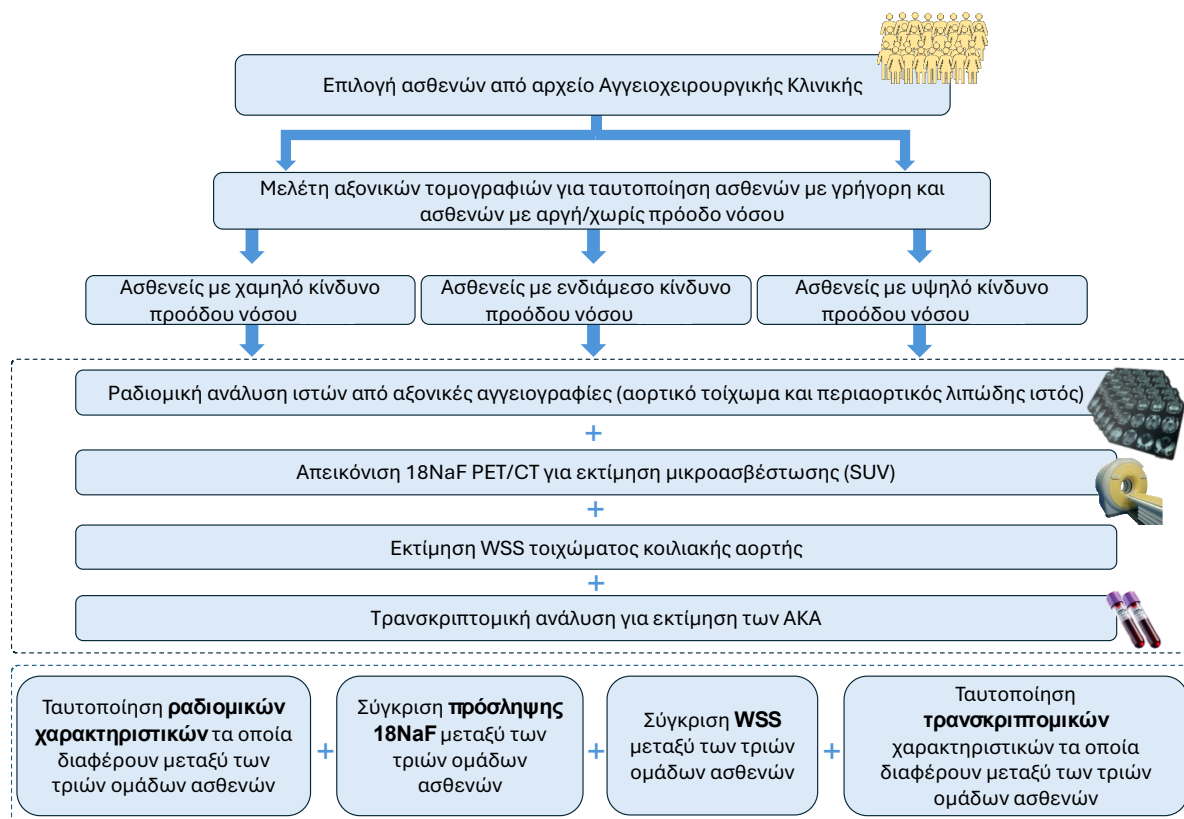 Επιλογή ασθενών από αρχείο Αγγειοχειρουργικής Κλινικής
Μελέτη αξονικών τομογραφιών για ταυτοποίηση ασθενών με γρήγορη και
ασθενών με αργή/χωρίς πρόοδο νόσου
Ασθενείς με χαμηλό κίνδυνο
προόδου νόσου
Ασθενείς με ενδιάμεσο κίνδυνο
προόδου νόσου
Ασθενείς με υψηλό κίνδυνο
προόδου νόσου
Ραδιομική ανάλυση ιστών από αξονικές αγγειογραφίες (αορτικό τοίχωμα και περιαορτικός λιπώδης ιστός)
+
Απεικόνιση 18NaF PET/CT για εκτίμηση μικροασβέστωσης (SUV)
+
Εκτίμηση WSS τοιχώματος κοιλιακής αορτής
+
Τρανσκριπτομική ανάλυση για εκτίμηση των ΑΚΑ
Ταυτοποίηση ραδιομικών
χαρακτηριστικών τα οποία
διαφέρουν μεταξύ των
τριών ομάδων ασθενών
+
Σύγκριση πρόσληψης
18NaF μεταξύ των
τριών ομάδων
ασθενών
+
Σύγκριση WSS
μεταξύ των τριών
ομάδων ασθενών
+
Ταυτοποίηση
τρανσκριπτομικών
χαρακτηριστικών τα οποία
διαφέρουν μεταξύ των τριών
ομάδων ασθενών